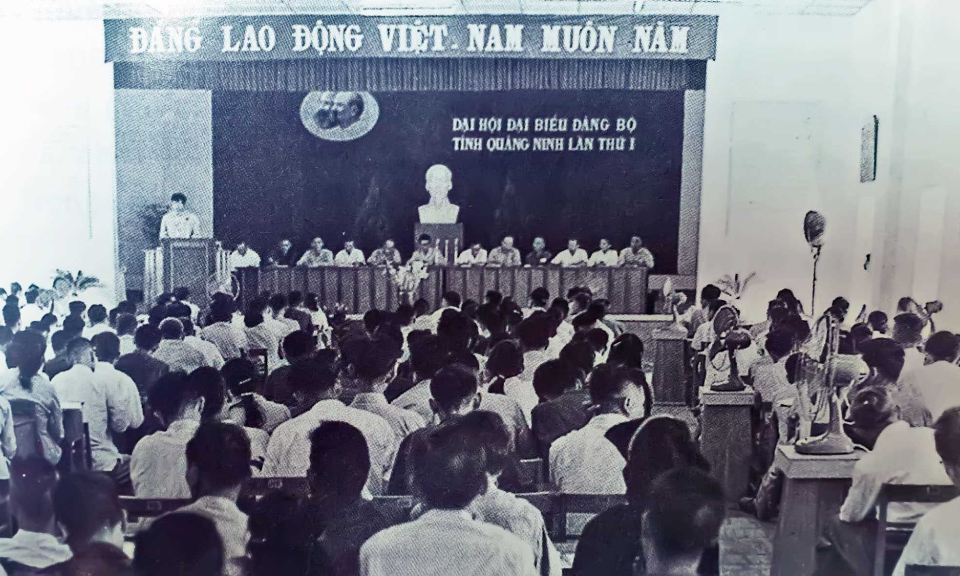 ĐẢNG LAO ĐỘNG VIỆT-NAM MUÔN NĂM
ĐẠI HỘI ĐẠI BIỂU ĐẢNG BỘ
TỈNH QUẢNG NINH LẦN THỨ I